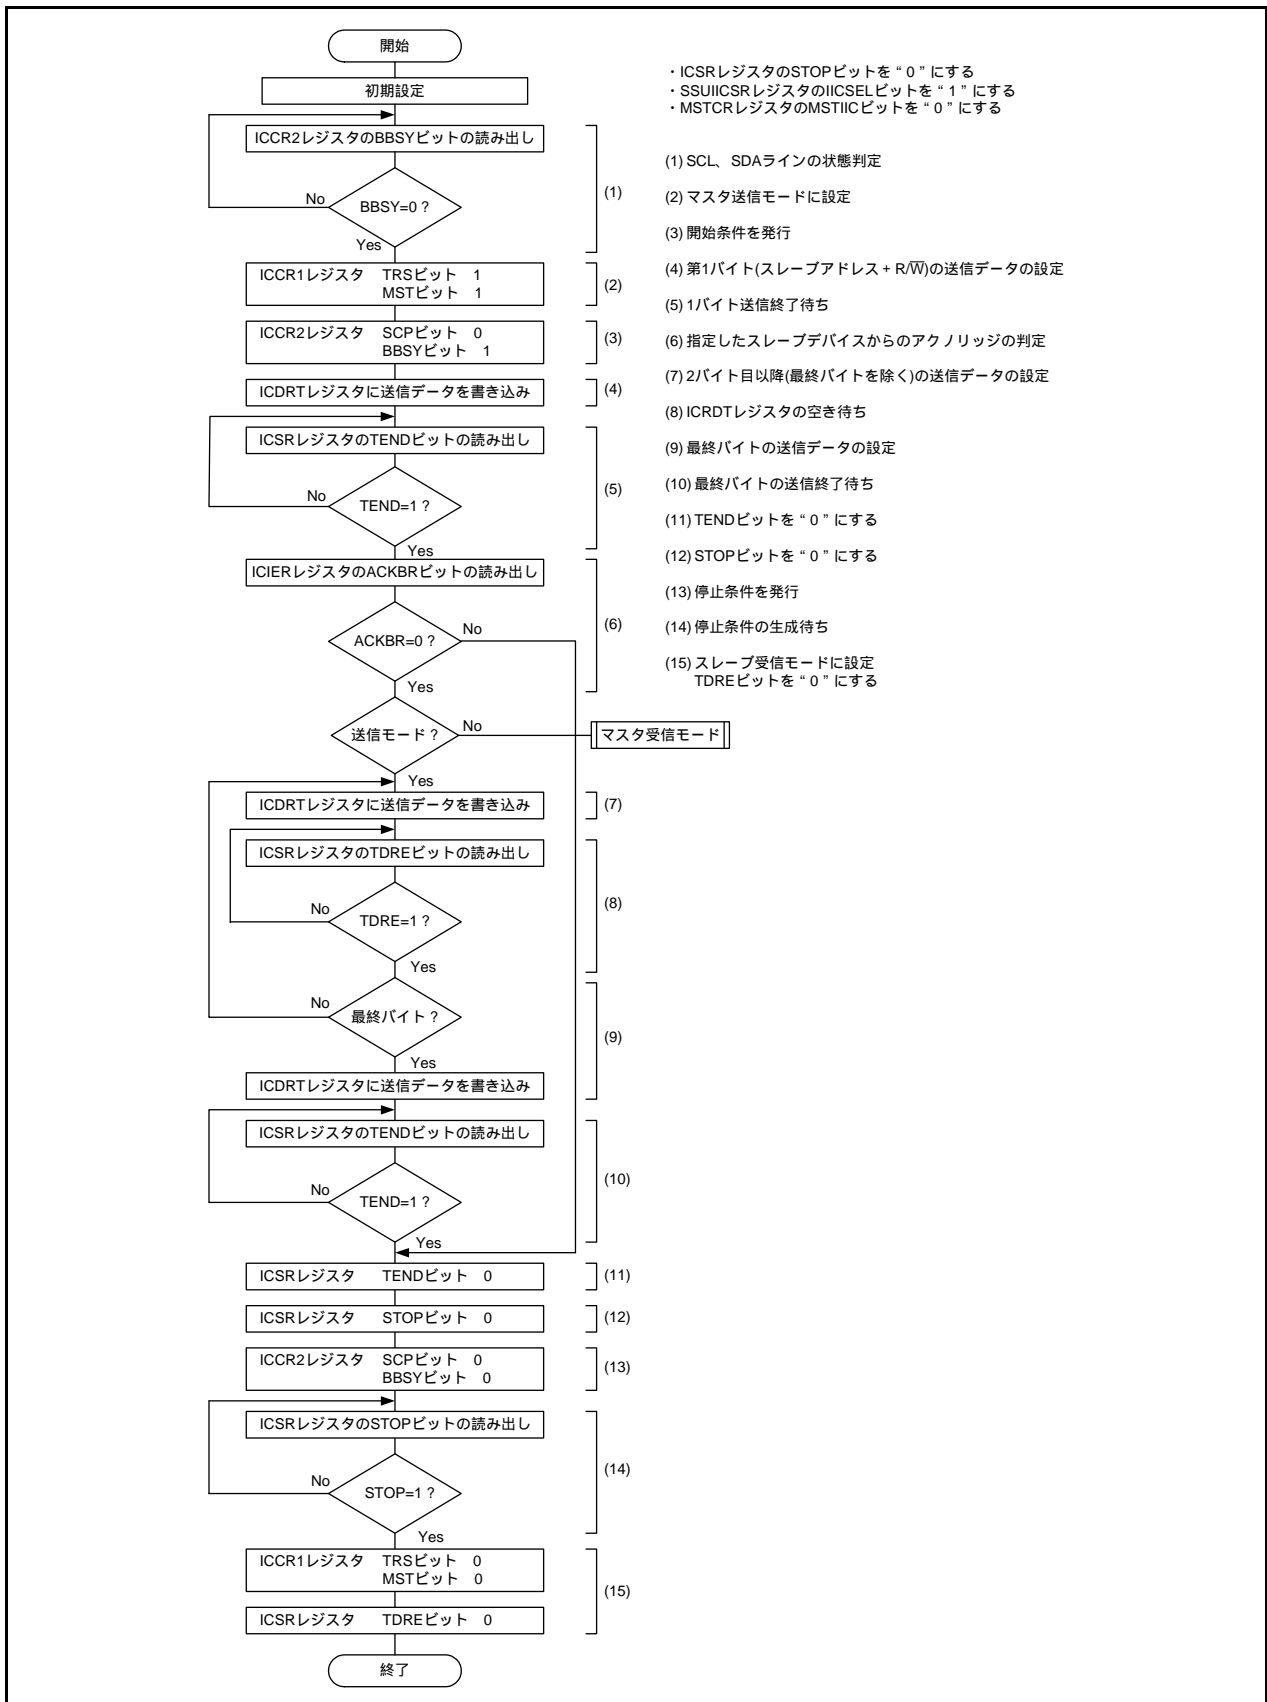 開始
初期設定
・ICSRレジスタのSTOPビットを“0”にする
・SSUIICSRレジスタのIICSELビットを“1”にする
・MSTCRレジスタのMSTIICビットを“0”にする
ICCR2レジスタのBBSYビットの読み出し
BBSY=0 ?
No
Yes
(1)
ICCR1レジスタ TRSビット 1
MSTビット 1
(2)
ICCR2レジスタ SCPビット 0
BBSYビット 1
(3)
ICDRTレジスタに送信データを書き込み
(4)
ICSRレジスタのTENDビットの読み出し
TEND=1 ?
No
Yes
(5)
ICIERレジスタのACKBRビットの読み出し
ACKBR=0 ?
No
Yes
(6)
送信モード ?
No
Yes
マスタ受信モード
ICDRTレジスタに送信データを書き込み
(7)
ICSRレジスタのTDREビットの読み出し
TDRE=1 ?
No
Yes
(8)
最終バイト ?
No
Yes
ICDRTレジスタに送信データを書き込み
(9)
ICSRレジスタのTENDビットの読み出し
TEND=1 ?
No
Yes
(10)
ICSRレジスタ TENDビット 0
(11)
ICSRレジスタ STOPビット 0
(12)
ICCR2レジスタ SCPビット 0
BBSYビット 0
(13)
ICSRレジスタのSTOPビットの読み出し
STOP=1 ?
No
Yes
(14)
ICCR1レジスタ TRSビット 0
MSTビット 0
ICSRレジスタ TDREビット 0
(15)
終了
(1) SCL、SDAラインの状態判定
(2) マスタ送信モードに設定
(3) 開始条件を発行
(4) 第1バイト(スレーブアドレス + R/W̅)の送信データの設定
(5) 1バイト送信終了待ち
(6) 指定したスレーブデバイスからのアクノリッジの判定
(7) 2バイト目以降(最終バイトを除く)の送信データの設定
(8) ICRDTレジスタの空き待ち
(9) 最終バイトの送信データの設定
(10) 最終バイトの送信終了待ち
(11) TENDビットを“0”にする
(12) STOPビットを“0”にする
(13) 停止条件を発行
(14) 停止条件の生成待ち
(15) スレーブ受信モードに設定
TDREビットを“0”にする